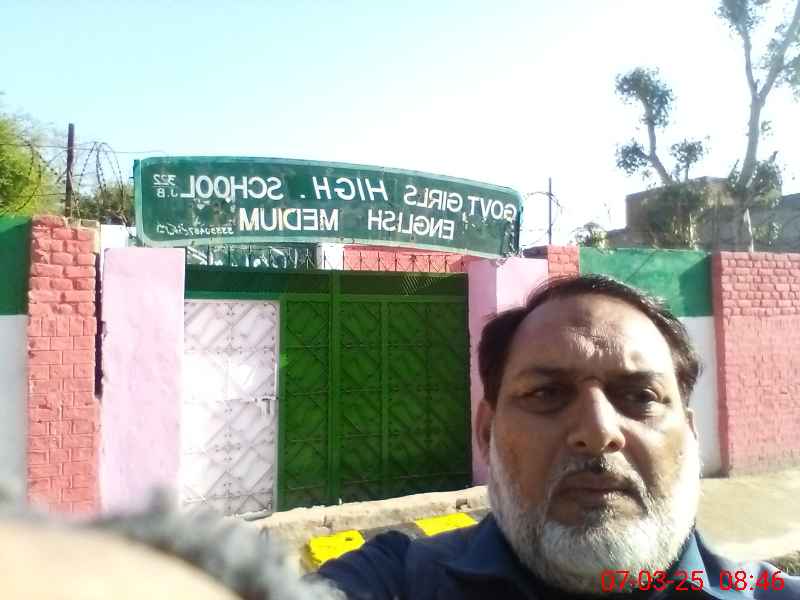 GOVT GIRLS HIGH. SCHOOL 322 J.B
ENGLISH MEDIUM
07-03-25 08:46